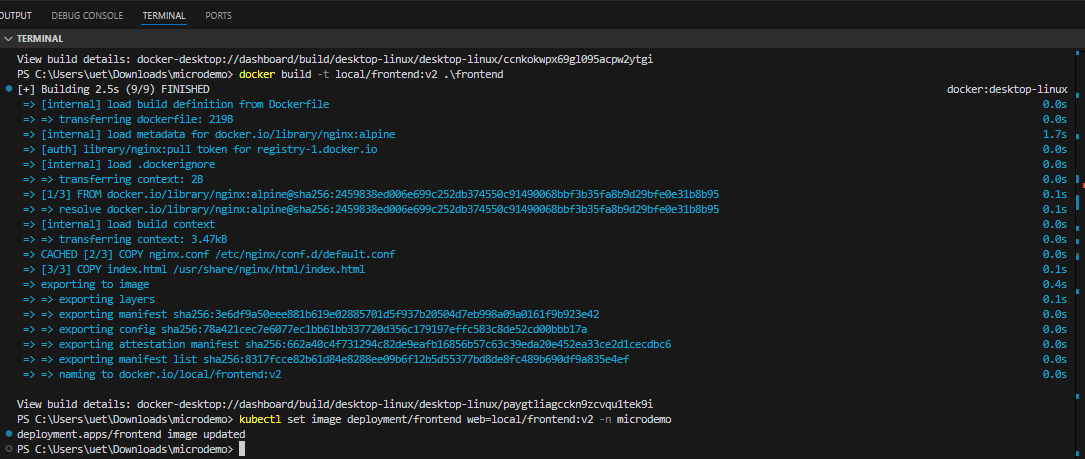 OUTPUT DEBUG CONSOLE TERMINAL PORTS
TERMINAL
View build details: docker-desktop://dashboard/build/desktop-linux/desktop-linux/ccnkokwpx69gl095acpw2ytgi
PS C:\Users\uet\Downloads\microdemo> docker build -t local/frontend:v2 .\frontend
[+] Building 2.5s (9/9) FINISHED docker:desktop-linux
=> [internal] load build definition from Dockerfile 0.0s
=> => transferring dockerfile: 219B 0.0s
=> [internal] load metadata for docker.io/library/nginx:alpine 1.7s
=> [auth] library/nginx:pull token for registry-1.docker.io 0.0s
=> [internal] load .dockerignore 0.0s
=> => transferring context: 2B 0.0s
=> [1/3] FROM docker.io/library/nginx:alpine@sha256:2459838ed006e699c252db374550c91490068bbf3b35fa8b9d29bfe0e31b8b95 0.1s
=> => resolve docker.io/library/nginx:alpine@sha256:2459838ed006e699c252db374550c91490068bbf3b35fa8b9d29bfe0e31b8b95 0.1s
=> [internal] load build context 0.0s
=> => transferring context: 3.47kB 0.0s
=> CACHED [2/3] COPY nginx.conf /etc/nginx/conf.d/default.conf 0.0s
=> [3/3] COPY index.html /usr/share/nginx/html/index.html 0.1s
=> exporting to image 0.4s
=> => exporting layers 0.1s
=> => exporting manifest sha256:3e6df9a50eee881b619e02885701d5f937b20504d7eb998a09a0161f9b923e42 0.0s
=> => exporting config sha256:78a421cec7e6077ec1bb61bb337720d356c179197effc583c8de52cd00bbb17a 0.0s
=> => exporting attestation manifest sha256:662a40c4f731294c82de9eafb16856b57c63c39eda20e452ea33ce2d1cecdbc6 0.0s
=> => exporting manifest list sha256:8317fcce82b61d84e8288ee09b6f12b5d55377bd8de8fc489b690df9a835e4ef 0.0s
=> => naming to docker.io/local/frontend:v2 0.0s
View build details: docker-desktop://dashboard/build/desktop-linux/desktop-linux/paygtliagcckn9zcvqu1tek9i
PS C:\Users\uet\Downloads\microdemo> kubectl set image deployment/frontend web=local/frontend:v2 -n microdemo
deployment.apps/frontend image updated
PS C:\Users\uet\Downloads\microdemo>